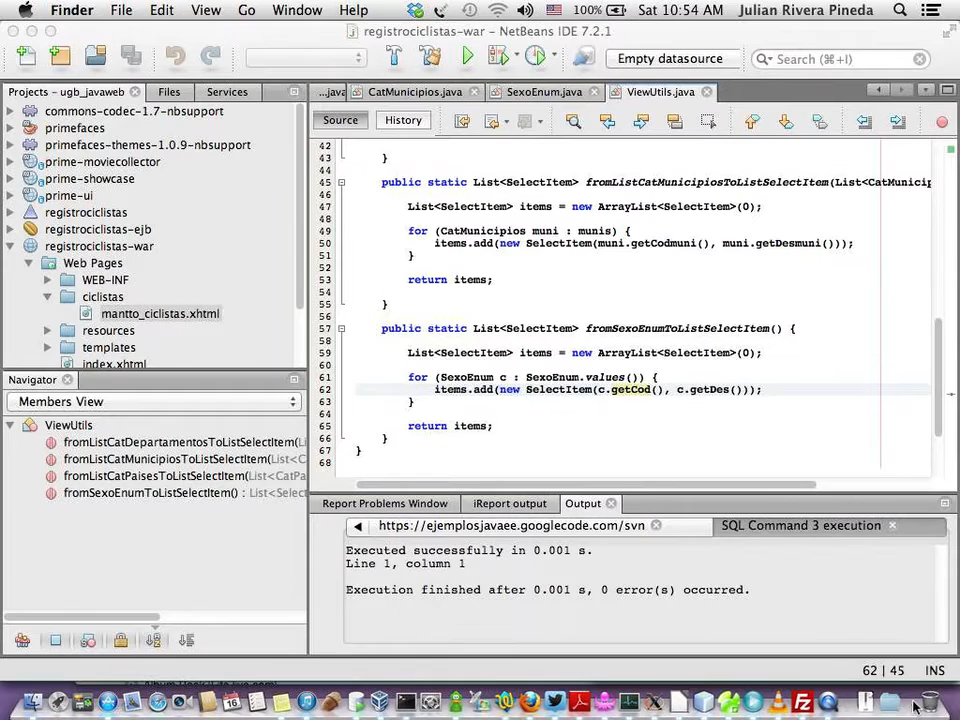 Finder File Edit View Go Window Help 100% Sat 10:54 AM Julian Rivera Pineda
registrociclistas-war - NetBeans IDE 7.2.1
Empty datasource
Search (⌘+I)
Projects - ugb_javaweb Files Services
...java CatMunicipios.java SexoEnum.java ViewUtils.java
Source History
commons-codec-1.7-nbsupport
primefaces
primefaces-themes-1.0.9-nbsupport
prime-moviecollector
prime-showcase
prime-ui
registrociclistas
registrociclistas-ejb
registrociclistas-war
Web Pages
WEB-INF
ciclistas
mantto_ciclistas.xhtml
resources
templates
index.xhtml
Navigator
Members View
ViewUtils
fromListCatDepartamentosToListSelectItem(Li
fromListCatMunicipiosToListSelectItem(List<C
fromListCatPaisesToListSelectItem(List<CatPa
fromSexoEnumToListSelectItem() : List<Select
42
43 }
44
45 public static List<SelectItem> fromListCatMunicipiosToListSelectItem(List<CatMunicip
46
47 List<SelectItem> items = new ArrayList<SelectItem>(0);
48
49 for (CatMunicipios muni : munis) {
50 items.add(new SelectItem(muni.getCodmuni(), muni.getDesmuni()));
51 }
52
53 return items;
54
55 }
56
57 public static List<SelectItem> fromSexoEnumToListSelectItem() {
58
59 List<SelectItem> items = new ArrayList<SelectItem>(0);
60
61 for (SexoEnum c : SexoEnum.values()) {
62 items.add(new SelectItem(c.getCod(), c.getDes()));
63 }
64
65 return items;
66 }
67 }
68
Report Problems Window iReport output Output
https://ejemplosjavaee.googlecode.com/svn SQL Command 3 execution
Executed successfully in 0.001 s.
Line 1, column 1
Execution finished after 0.001 s, 0 error(s) occurred.
62 | 45 INS